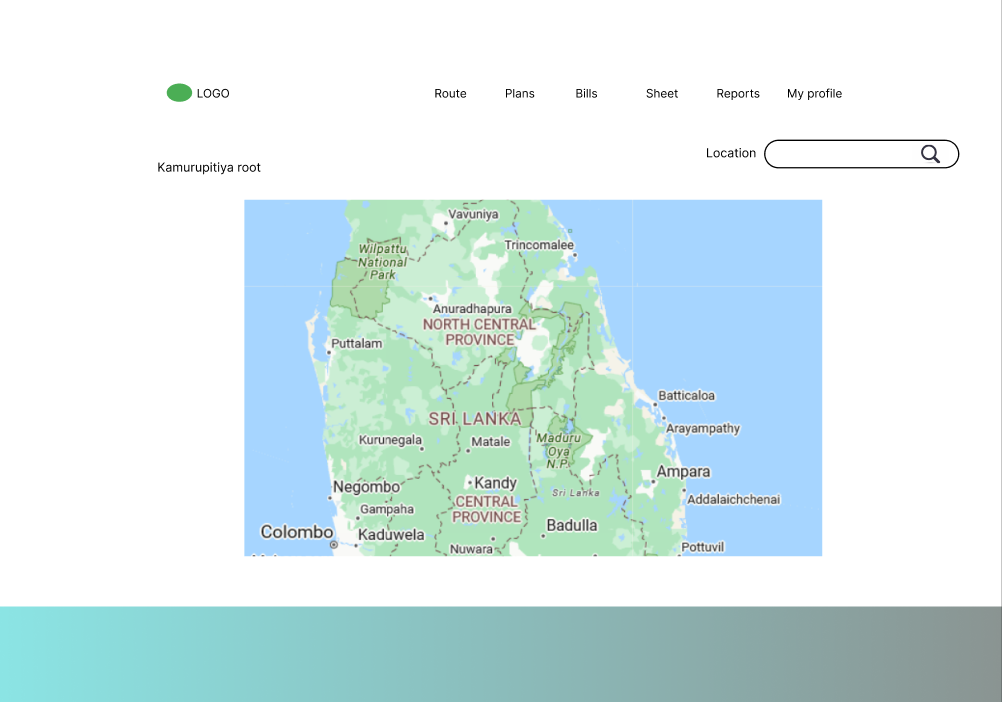 LOGO
Route Plans Bills Sheet Reports My profile
Location
Kamurupitiya root
Vavuniya
Trincomalee
Wilpattu
National
Park
Anuradhapura
NORTH CENTRAL
PROVINCE
Puttalam
Batticaloa
SRI LANKA
Arayampathy
Kurunegala
Matale
Maduru
Oya
N.P.
Ampara
Kandy
Negombo
Sri Lanka
Addalaichchenai
CENTRAL
PROVINCE
Gampaha
Badulla
Colombo
Kaduwela
Nuwara
Pottuvil